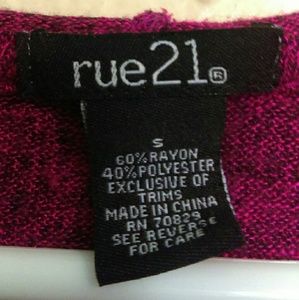 rue21®
S
60% RAYON
40% POLYESTER
EXCLUSIVE OF
TRIMS
MADE IN CHINA
RN 70829
SEE REVERSE
FOR CARE